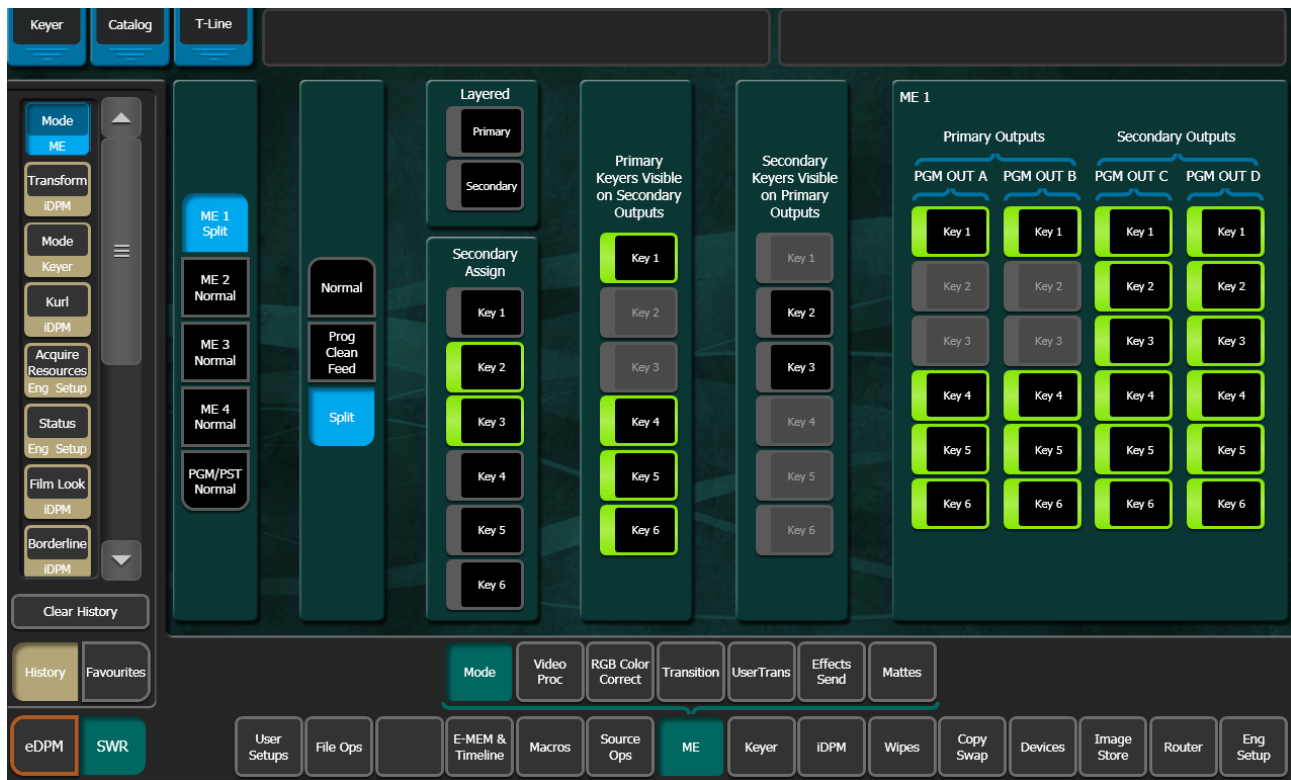 Keyer
Catalog
T-Line
Mode
ME
Transform
iDPM
Mode
Keyer
Kurl
iDPM
Acquire
Resources
Eng Setup
Status
Eng Setup
Film Look
iDPM
Borderline
iDPM
Clear History
History
Favourites
eDPM
SWR
ME 1
Split
ME 2
Normal
ME 3
Normal
ME 4
Normal
PGM/PST
Normal
Normal
Prog
Clean
Feed
Split
Layered
Primary
Secondary
Secondary
Assign
Key 1
Key 2
Key 3
Key 4
Key 5
Key 6
Primary
Keyers Visible
on Secondary
Outputs
Key 1
Key 2
Key 3
Key 4
Key 5
Key 6
Secondary
Keyers Visible
on Primary
Outputs
Key 1
Key 2
Key 3
Key 4
Key 5
Key 6
ME 1
Primary Outputs
Secondary Outputs
PGM OUT A
PGM OUT B
PGM OUT C
PGM OUT D
Key 1
Key 1
Key 1
Key 1
Key 2
Key 2
Key 2
Key 2
Key 3
Key 3
Key 3
Key 3
Key 4
Key 4
Key 4
Key 4
Key 5
Key 5
Key 5
Key 5
Key 6
Key 6
Key 6
Key 6
Mode
Video
Proc
RGB Color
Correct
Transition
UserTrans
Effects
Send
Mattes
User
Setups
File Ops
E-MEM &
Timeline
Macros
Source
Ops
ME
Keyer
iDPM
Wipes
Copy
Swap
Devices
Image
Store
Router
Eng
Setup